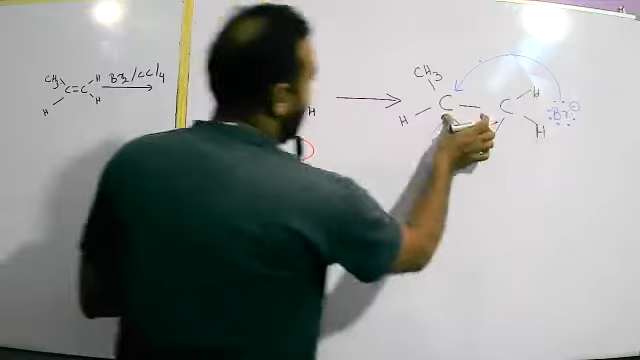 CH3 H
C=C Br2/CCl4
H H
H
CH3
H C — C H
H
Br ⊖